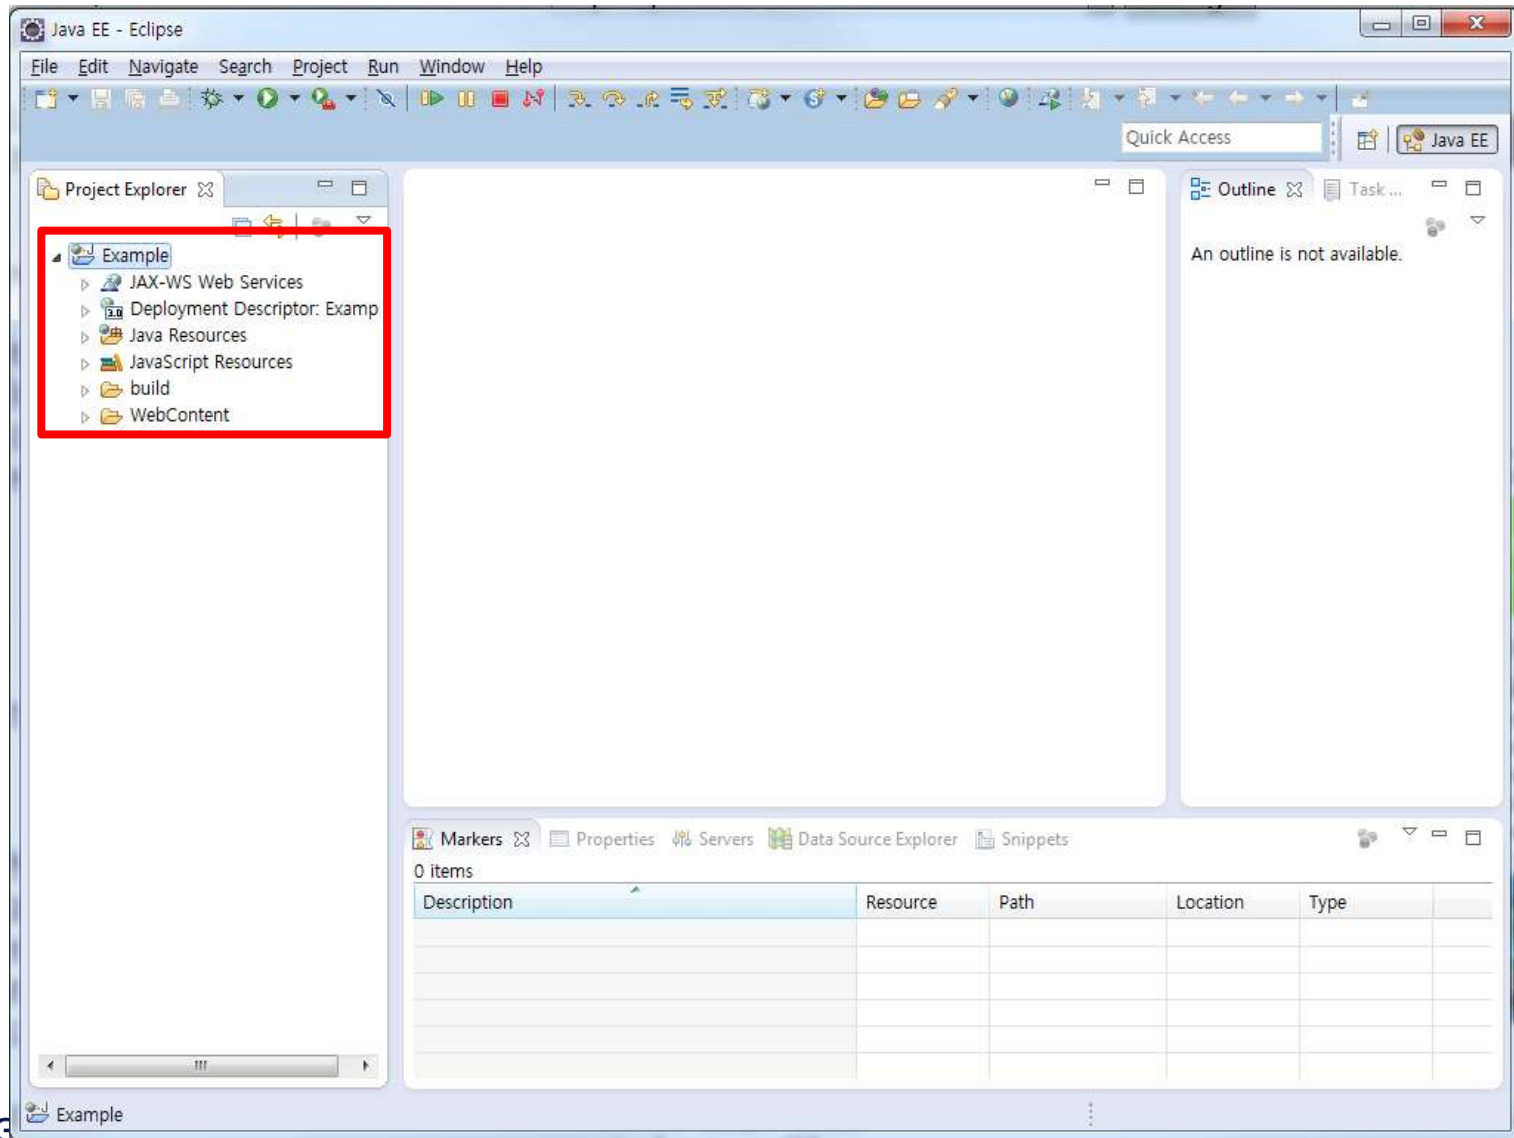 Java EE - Eclipse
File Edit Navigate Search Project Run Window Help
Quick Access
Java EE
Project Explorer
Outline
Task ...
An outline is not available.
Example
JAX-WS Web Services
Deployment Descriptor: Examp
3.0
Java Resources
JavaScript Resources
build
WebContent
Markers Properties Servers Data Source Explorer Snippets
0 items
Description Resource Path Location Type
Example